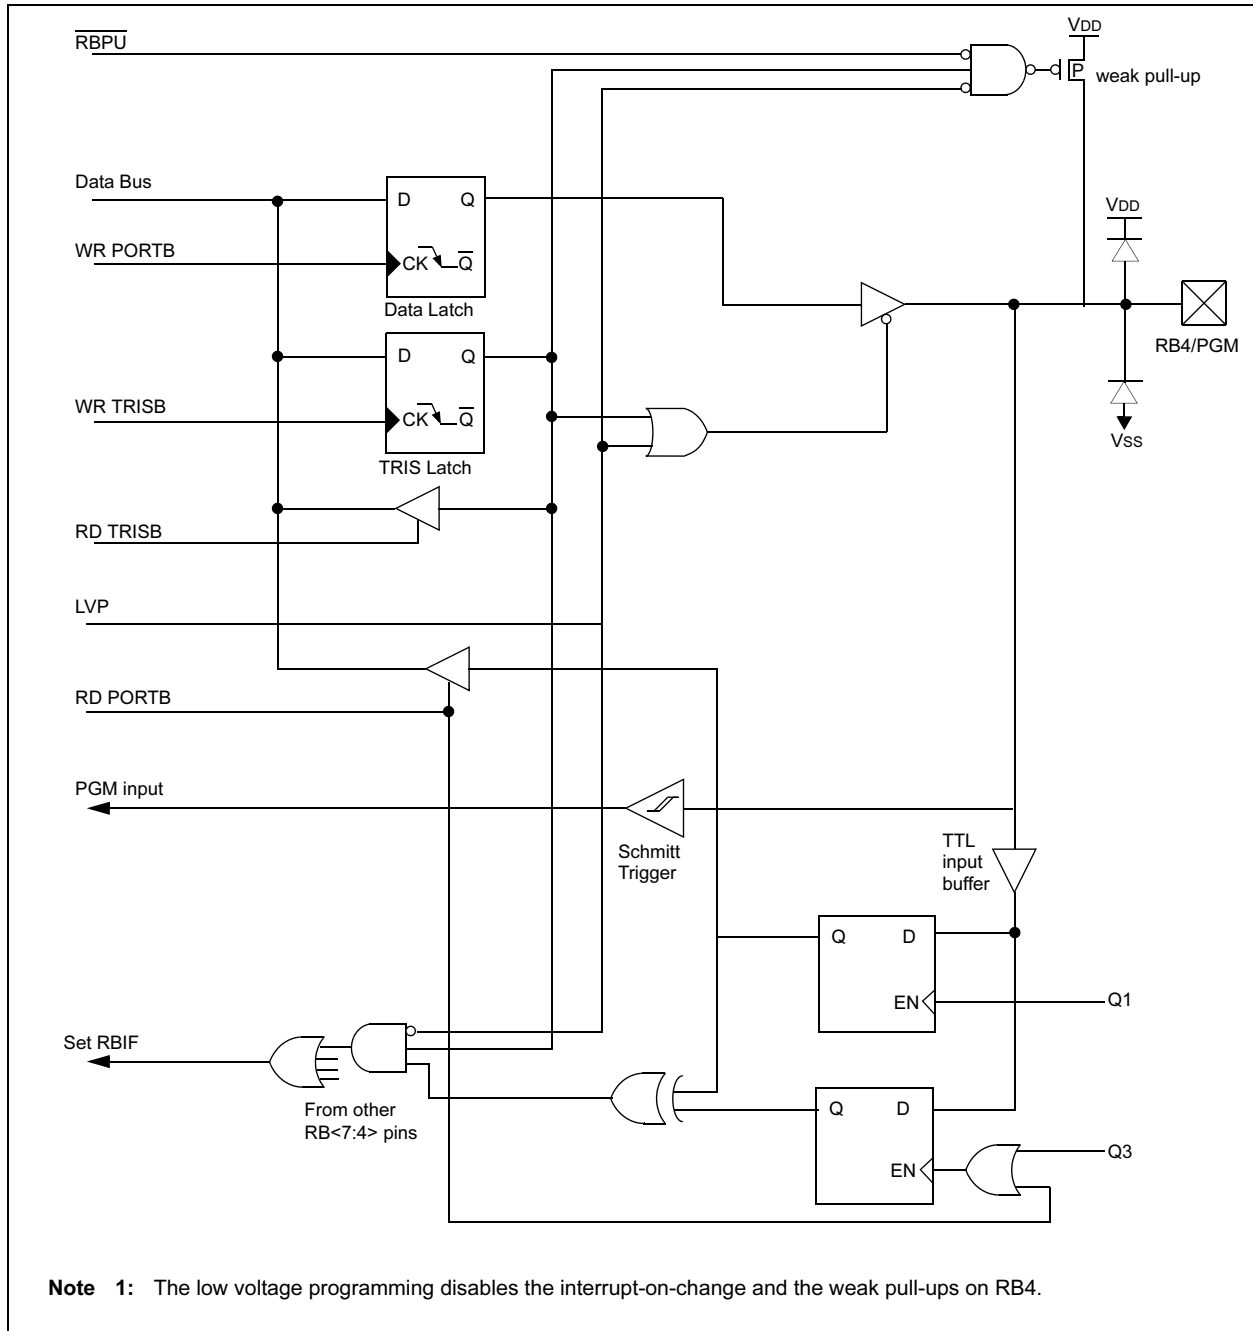 RBPU
VDD
P
weak pull-up
Data Bus
D Q
VDD
WR PORTB
CK Q
Data Latch
D Q
RB4/PGM
WR TRISB
CK Q
VSS
TRIS Latch
RD TRISB
LVP
RD PORTB
PGM input
Schmitt
Trigger
TTL
input
buffer
Q D
EN
Q1
Set RBIF
From other
RB<7:4> pins
Q D
EN
Q3
Note 1: The low voltage programming disables the interrupt-on-change and the weak pull-ups on RB4.